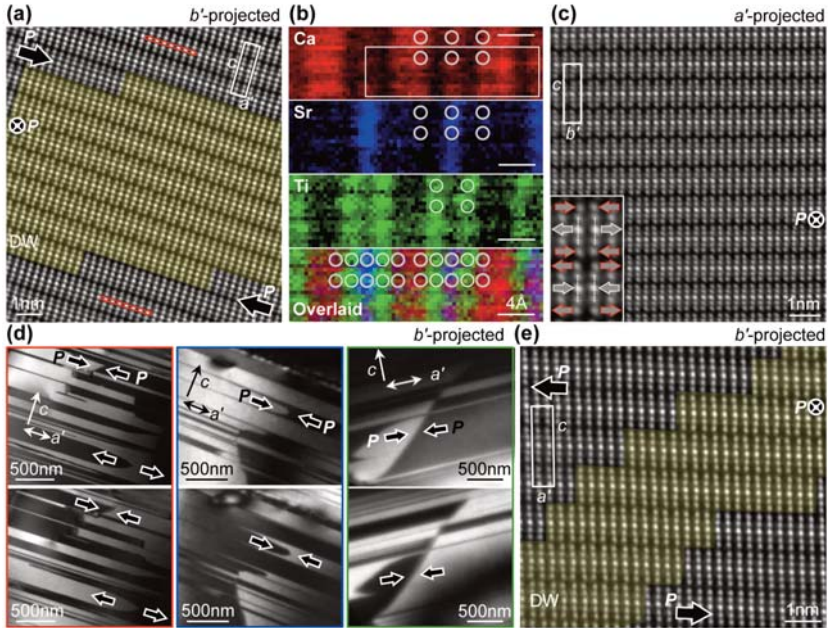 (a)
b'-projected
P
c
a
P
DW
1nm
P
(b)
Ca
Sr
Ti
Overlaid
4Å
(c)
a'-projected
c
b'
P
1nm
(d)
b'-projected
P P
c
a'
500nm
500nm
P
P
c
a'
500nm
500nm
c
a'
P P
500nm
500nm
(e)
b'-projected
P
P
c
a'
DW
P
1nm